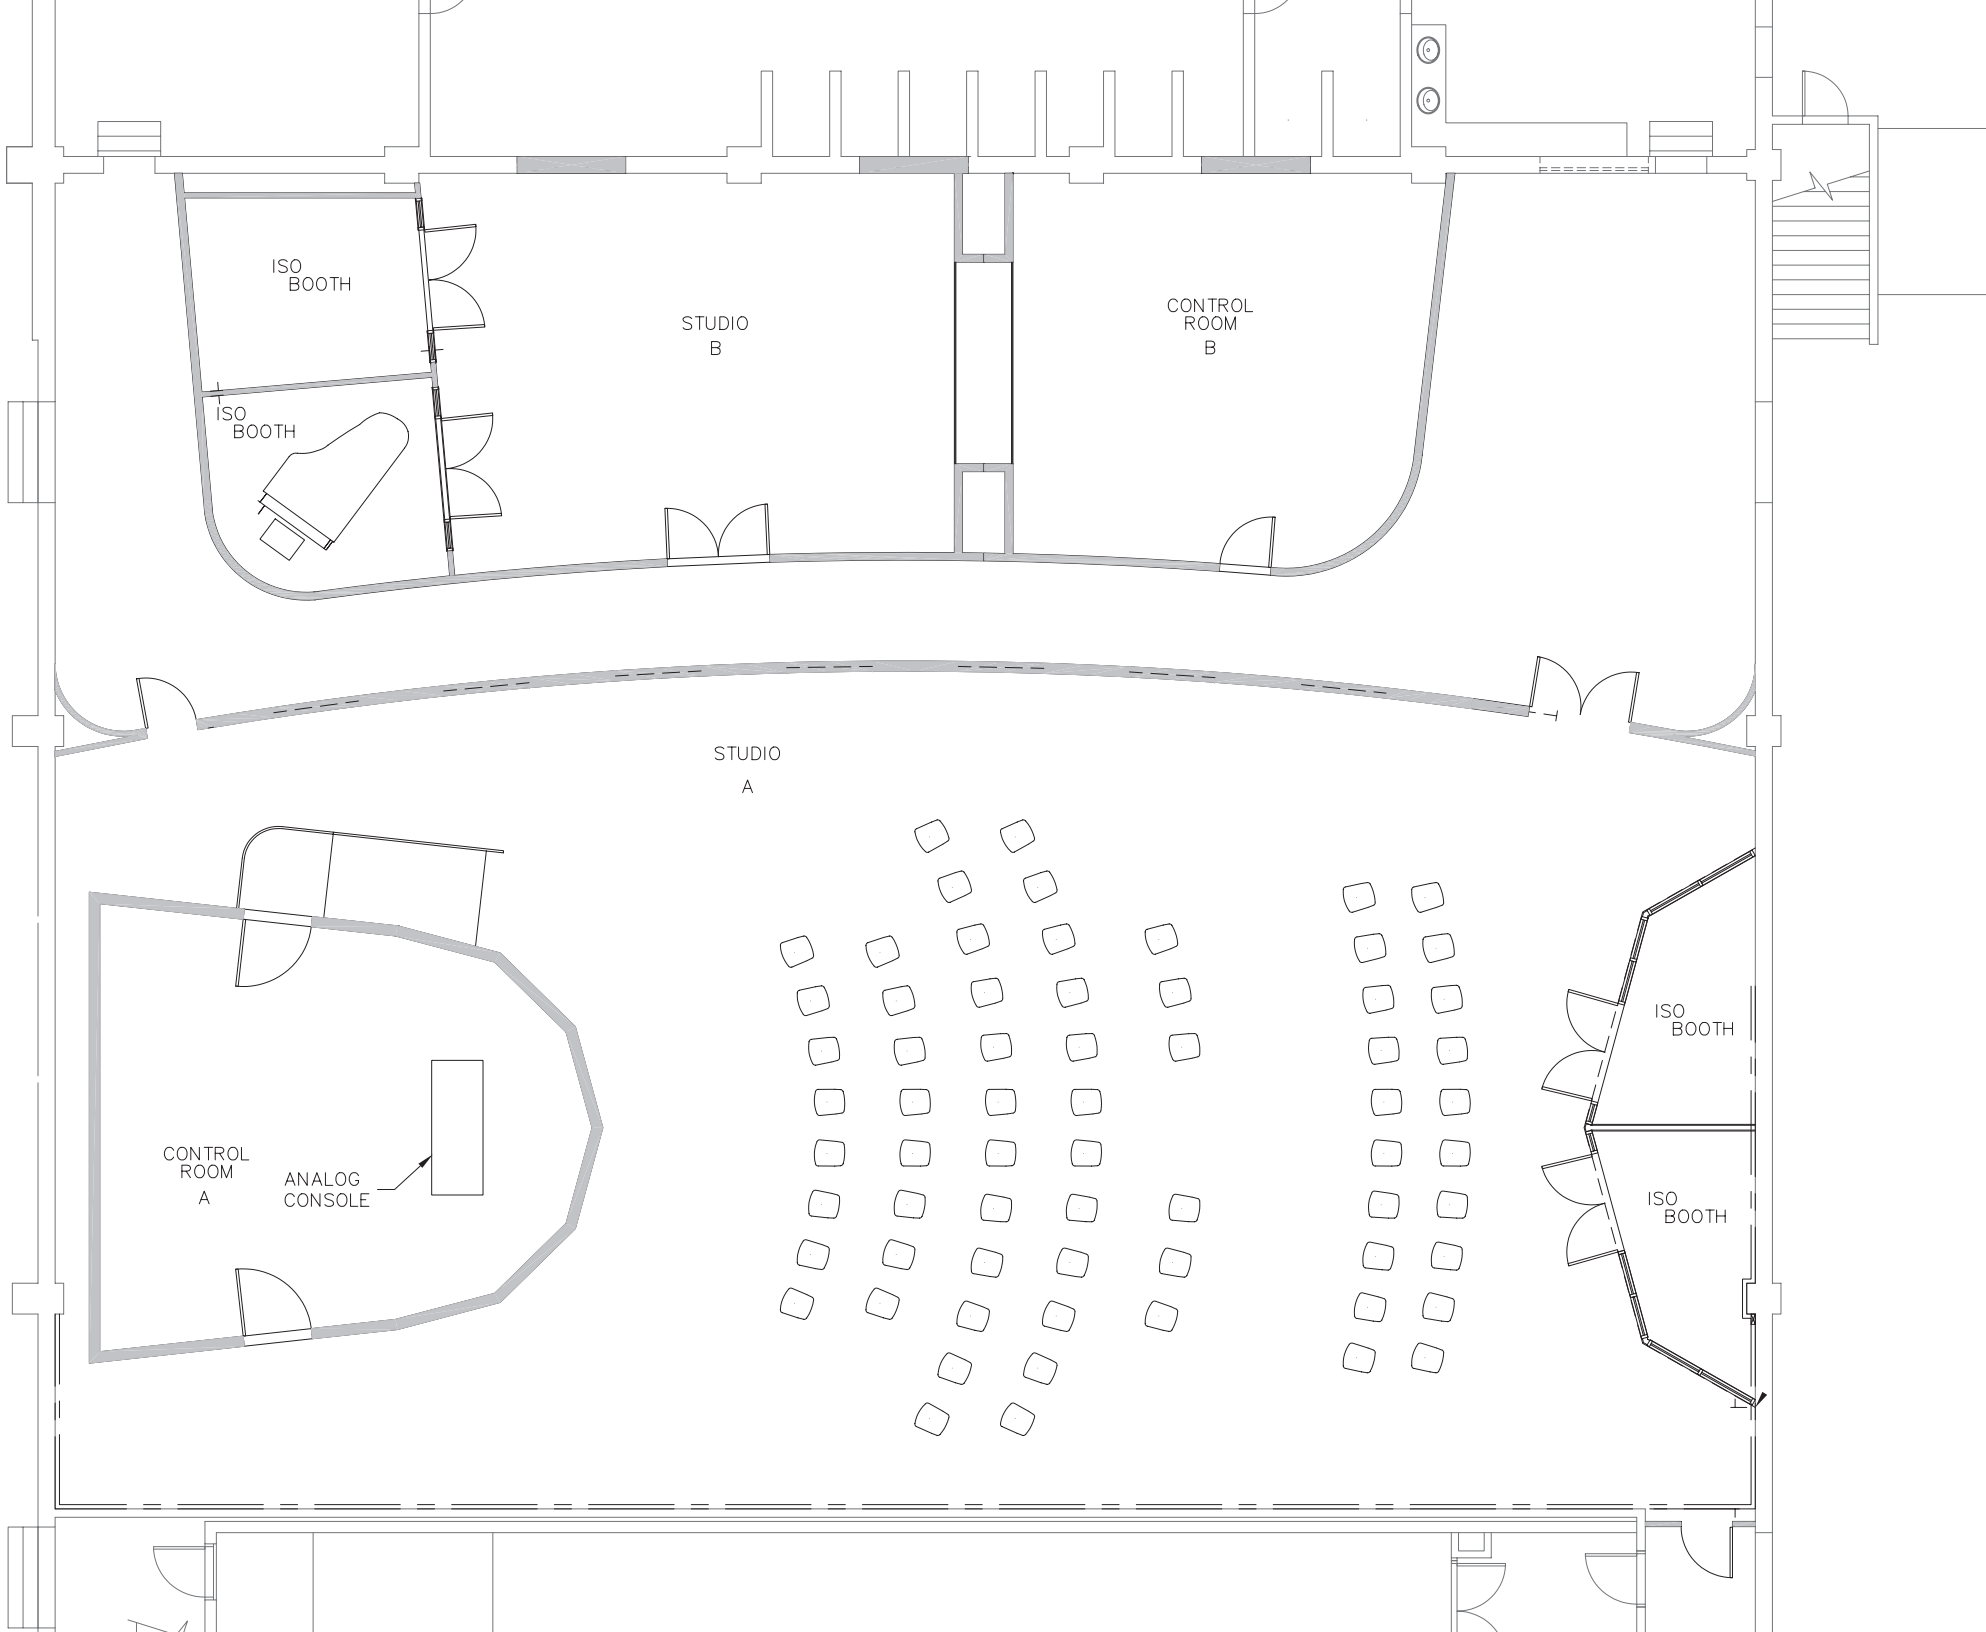 ISO
BOOTH
CONTROL
ROOM
B
STUDIO
B
ISO
BOOTH
STUDIO
A
ISO
BOOTH
CONTROL
ROOM
A
ANALOG
CONSOLE
ISO
BOOTH